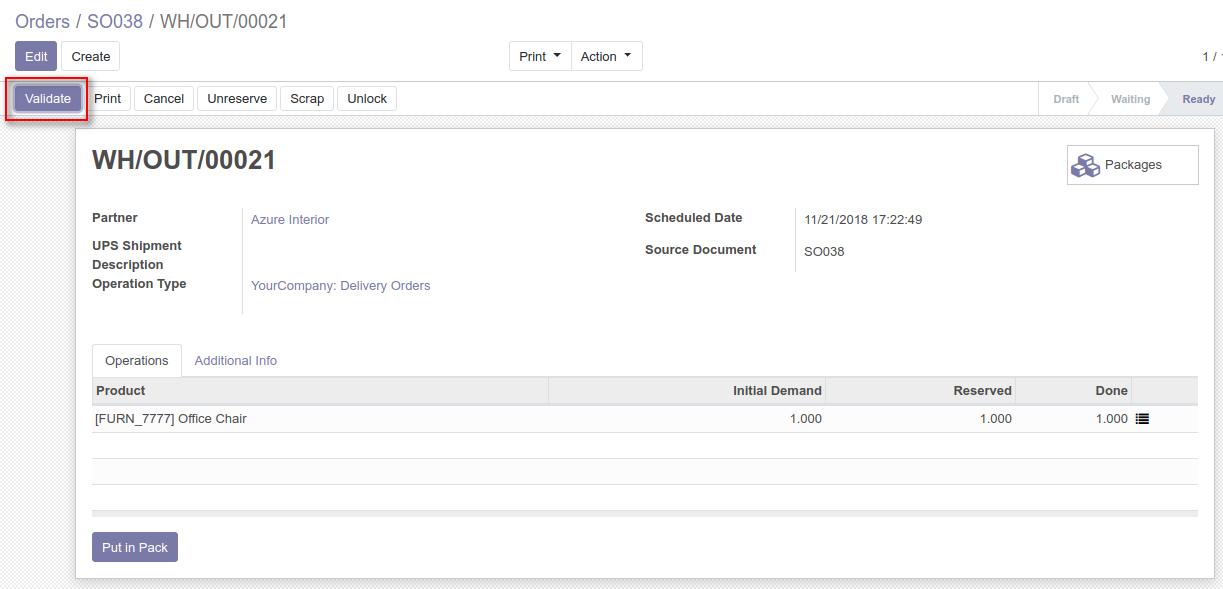 Orders / SO038 / WH/OUT/00021
Edit Create Print Action 1 /
Validate Print Cancel Unreserve Scrap Unlock Draft Waiting Ready
WH/OUT/00021
Packages
Partner Azure Interior Scheduled Date 11/21/2018 17:22:49
UPS Shipment Description Source Document SO038
Operation Type YourCompany: Delivery Orders
Operations Additional Info
Product Initial Demand Reserved Done
[FURN_7777] Office Chair 1.000 1.000 1.000
Put in Pack